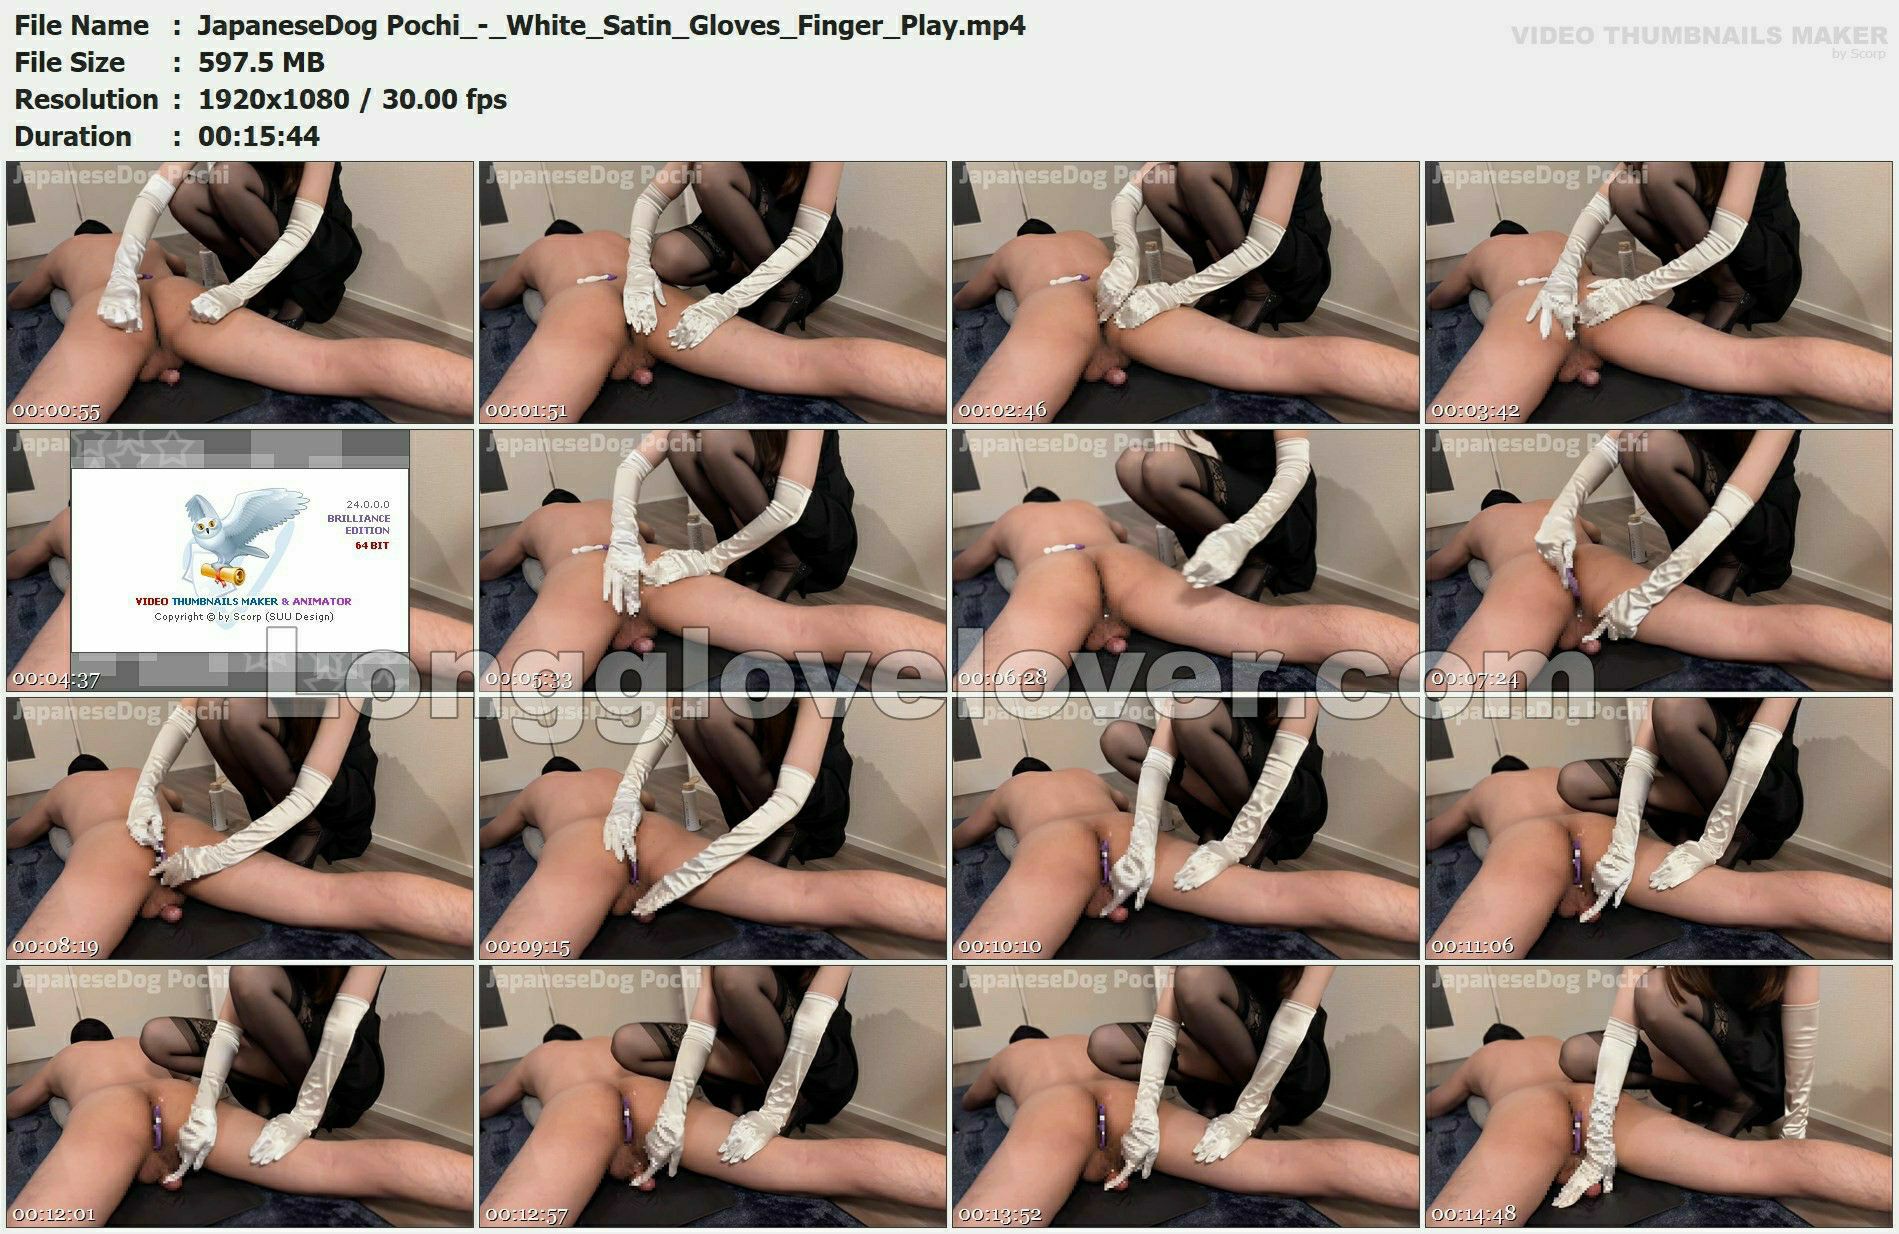 File Name : JapaneseDog Pochi_-_White_Satin_Gloves_Finger_Play.mp4
VIDEO THUMBNAILS MAKER
by Scorp
File Size : 597.5 MB
Resolution : 1920x1080 / 30.00 fps
Duration : 00:15:44
JapaneseDog Pochi
JapaneseDog Pochi
JapaneseDog Pochi
JapaneseDog Pochi
00:00:55
00:01:51
00:02:46
00:03:42
Japan
JapaneseDog Pochi
JapaneseDog Pochi
JapaneseDog Pochi
24.0.0.0
BRILLIANCE
EDITION
64 BIT
VIDEO THUMBNAILS MAKER & ANIMATOR
Copyright © by Scorp (SUU Design)
00:04:37
00:05:33
00:06:28
00:07:24
Longglovelover.com
JapaneseDog Pochi
JapaneseDog Pochi
JapaneseDog Pochi
JapaneseDog Pochi
00:08:19
00:09:15
00:10:10
00:11:06
JapaneseDog Pochi
JapaneseDog Pochi
JapaneseDog Pochi
JapaneseDog Pochi
00:12:01
00:12:57
00:13:52
00:14:48